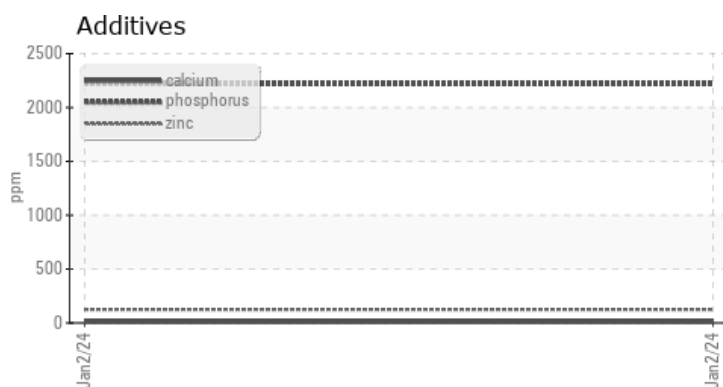 Additives
2500
2000
1500
1000
500
0
ppm
calcium
phosphorus
zinc
Jan2/24
Jan2/24